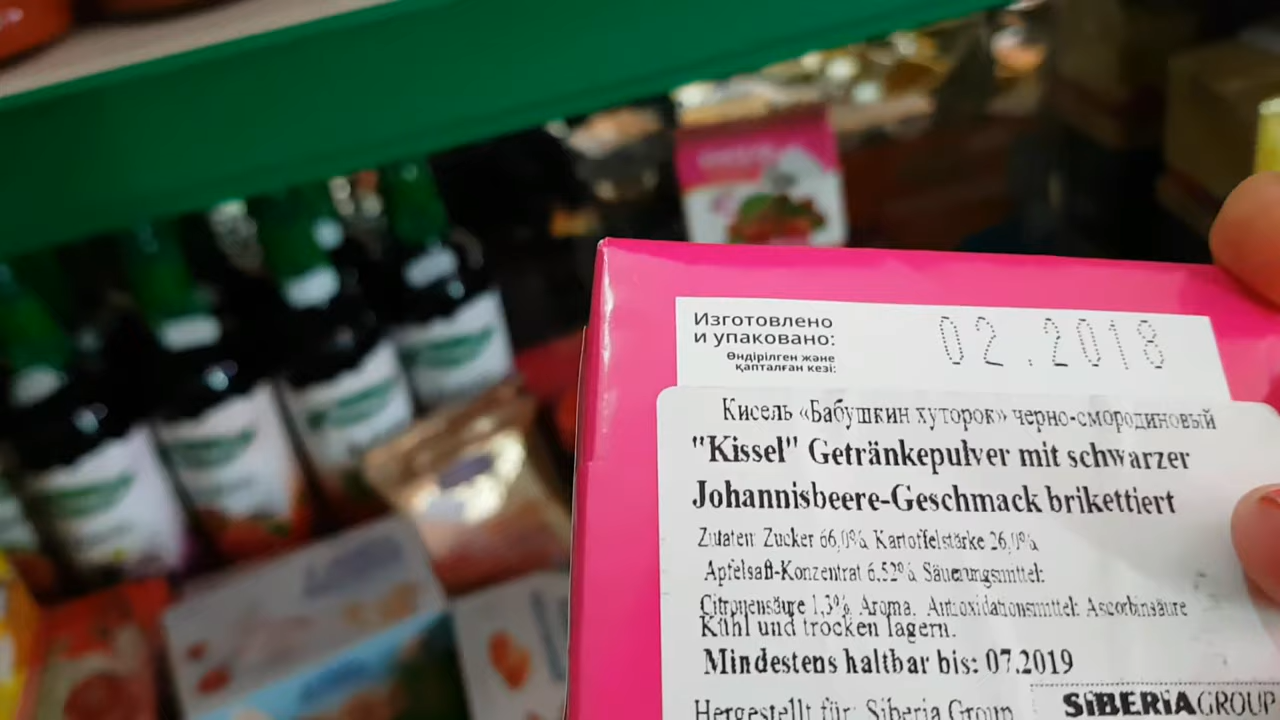 Изготовлено
и упаковано:
Өндірілген және
қапталған кезі:
02.2018
Кисель «Бабушкин хуторок» черно-смородиновый
"Kissel" Getränkepulver mit schwarzer
Johannisbeere-Geschmack brikettiert
Zutaten: Zucker 66,0%, Kartoffelstärke 26,0%,
Apfelsaft-Konzentrat 6,52%, Säuerungsmittel:
Citronensäure 1,3%, Aroma, Antioxidationsmittel: Ascorbinsäure
Kühl und trocken lagern.
Mindestens haltbar bis: 07.2019
Hergestellt für: Siberia Group
SiBERiAGROUP